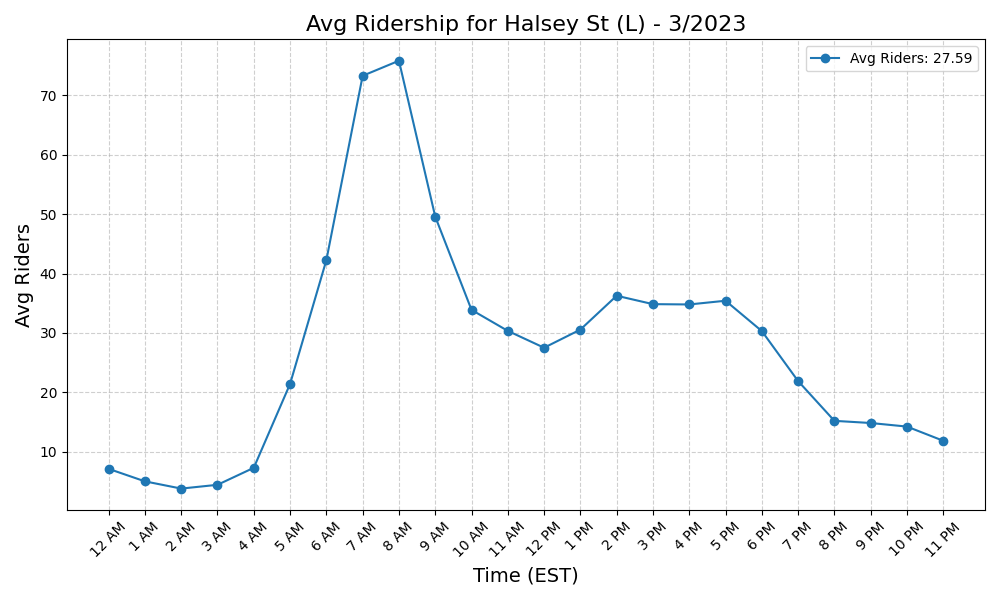 Avg Ridership for Halsey St (L) - 3/2023
Avg Riders: 27.59
Avg Riders
70
60
50
40
30
20
10
12 AM
1 AM
2 AM
3 AM
4 AM
5 AM
6 AM
7 AM
8 AM
9 AM
10 AM
11 AM
12 PM
1 PM
2 PM
3 PM
4 PM
5 PM
6 PM
7 PM
8 PM
9 PM
10 PM
11 PM
Time (EST)